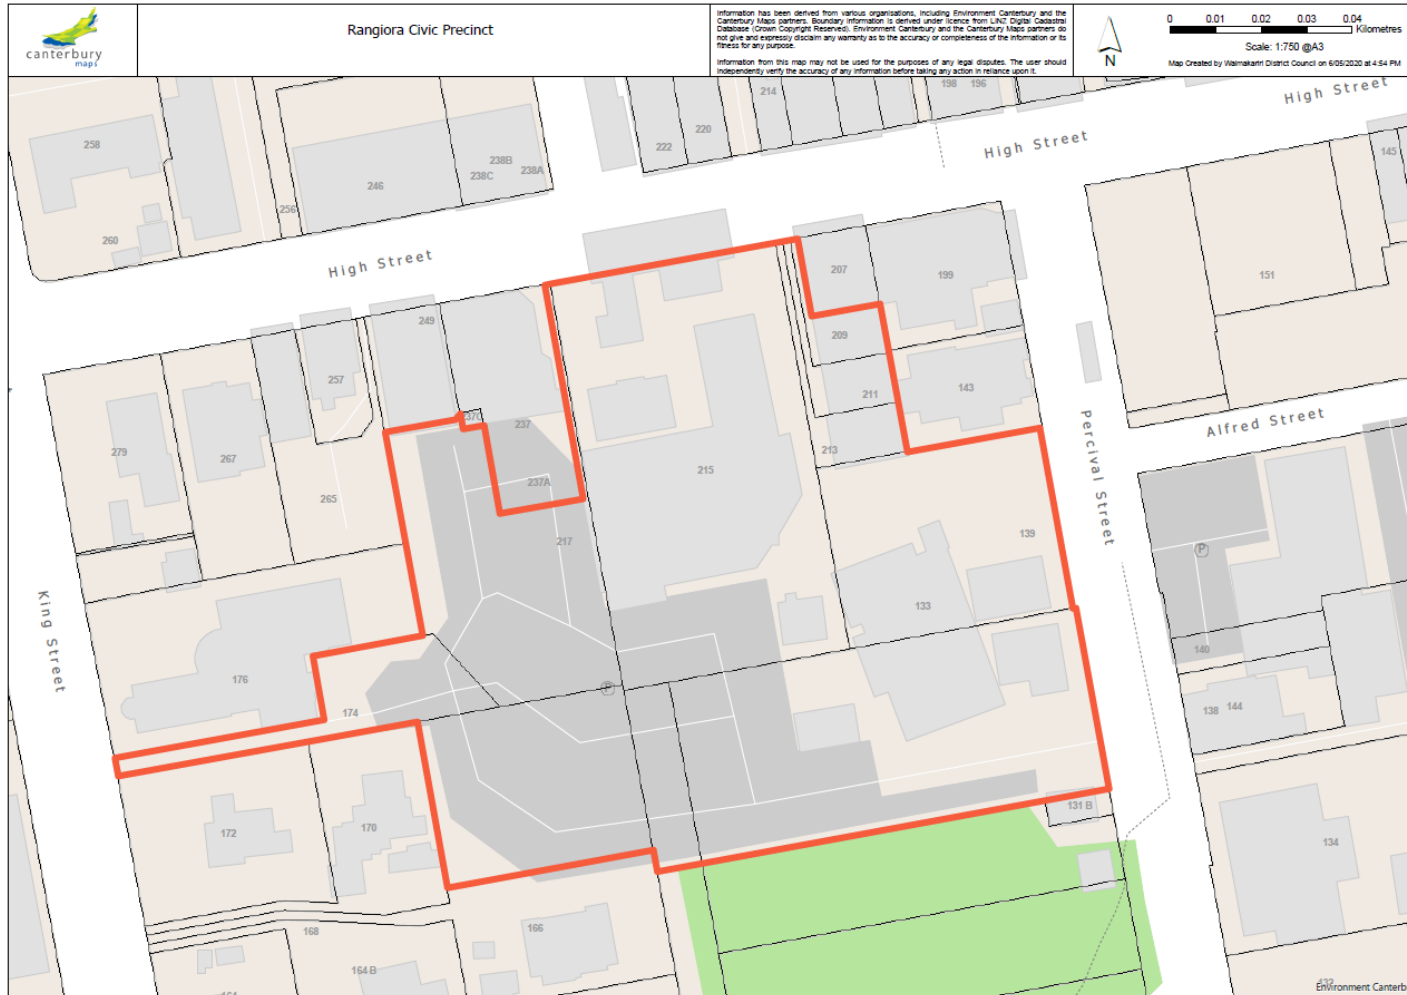 canterbury
maps
Rangiora Civic Precinct
Information has been derived from various organisations, including Environment Canterbury and the
Canterbury Maps partners. Boundary information is derived under licence from LINZ Digital Cadastral
Database (Crown Copyright Reserved). Environment Canterbury and the Canterbury Maps partners do
not give and expressly disclaim any warranty as to the accuracy or completeness of the information or its
fitness for any purpose.
Information from this map may not be used for the purposes of any legal disputes. The user should
independently verify the accuracy of any information before taking any action in reliance upon it.
N
0 0.01 0.02 0.03 0.04
Kilometres
Scale: 1:750 @A3
Map Created by Waimakariri District Council on 6/05/2020 at 4:54 PM
High Street
214
198 196
220
High Street
222
145
258
238B
238C 238A
246
256
260
High Street
207
199
151
249
209
257
143
211
237
Alfred Street
279
267
213
265
215
237A
Percival Street
217
139
P
King Street
133
140
176
P
174
138 144
131 B
172
170
134
168
166
164 B
Environment Canterb